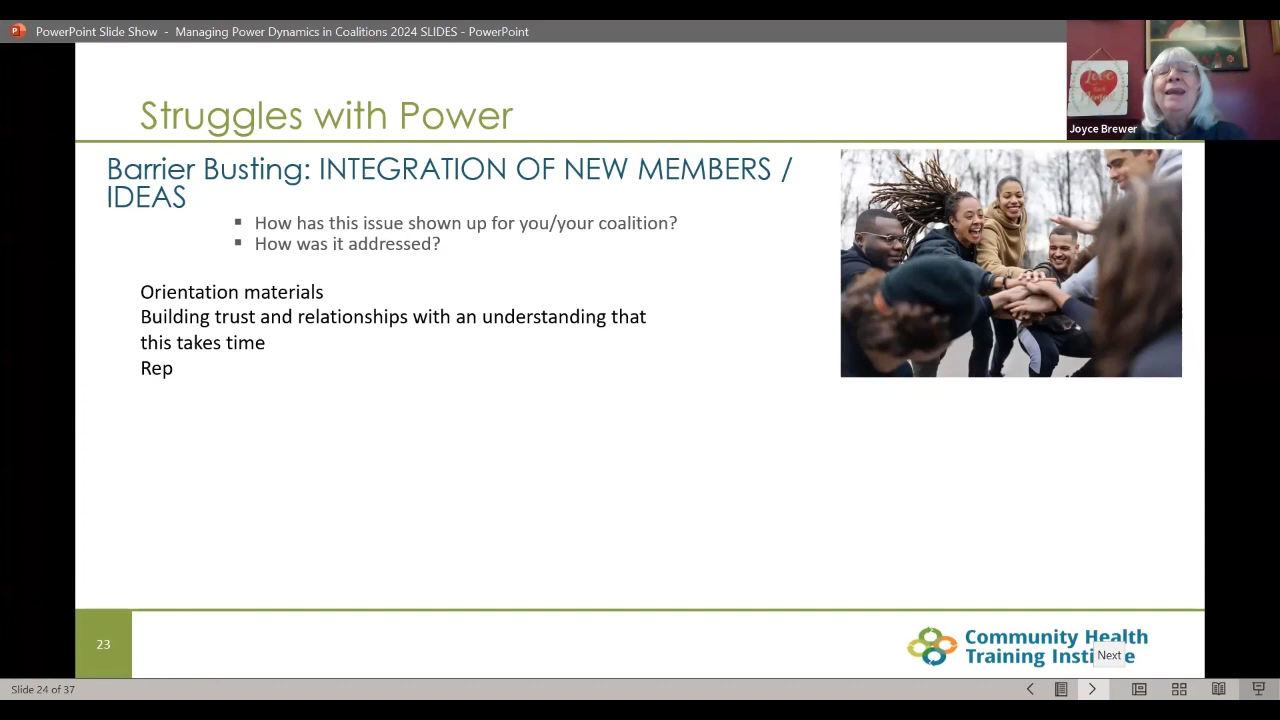 PowerPoint Slide Show - Managing Power Dynamics in Coalitions 2024 SLIDES - PowerPoint
Love
Joyce Brewer
Struggles with Power
Barrier Busting: INTEGRATION OF NEW MEMBERS /
IDEAS
▪ How has this issue shown up for you/your coalition?
▪ How was it addressed?
Orientation materials
Building trust and relationships with an understanding that
this takes time
Rep
23
Community Health
Training Insti e
Next
Slide 24 of 37